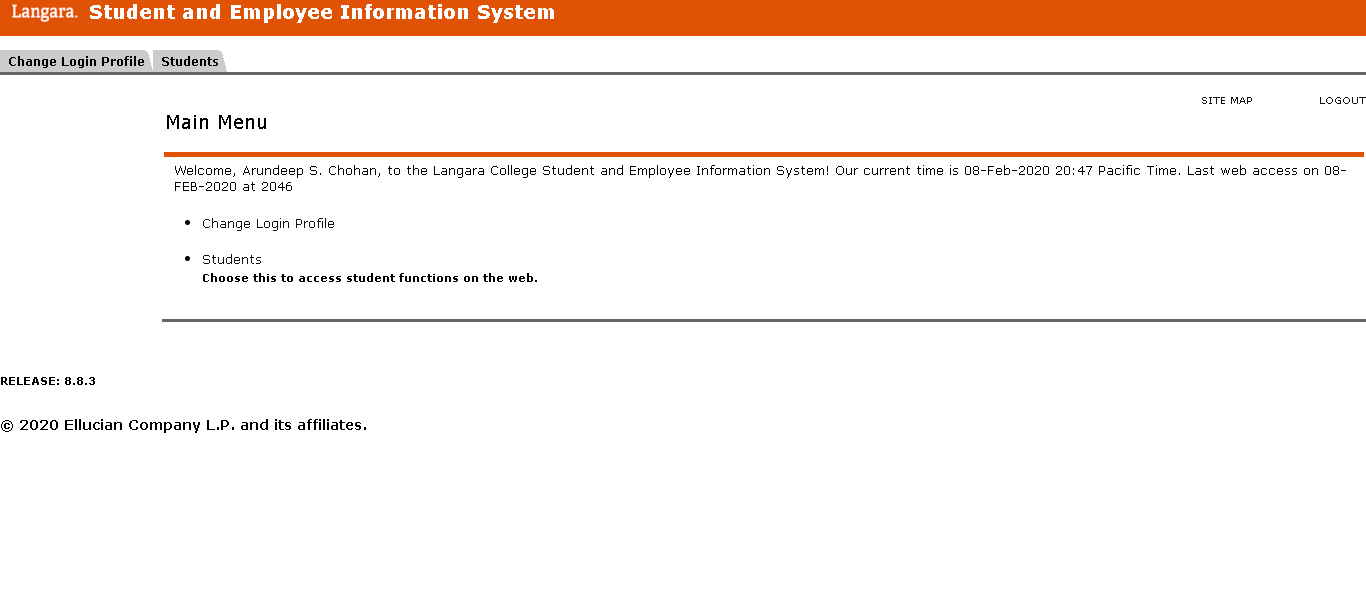 Langara. Student and Employee Information System
Change Login Profile Students
SITE MAP LOGOUT
Main Menu
Welcome, Arundeep S. Chohan, to the Langara College Student and Employee Information System! Our current time is 08-Feb-2020 20:47 Pacific Time. Last web access on 08-
FEB-2020 at 2046
Change Login Profile
Students
Choose this to access student functions on the web.
RELEASE: 8.8.3
© 2020 Ellucian Company L.P. and its affiliates.